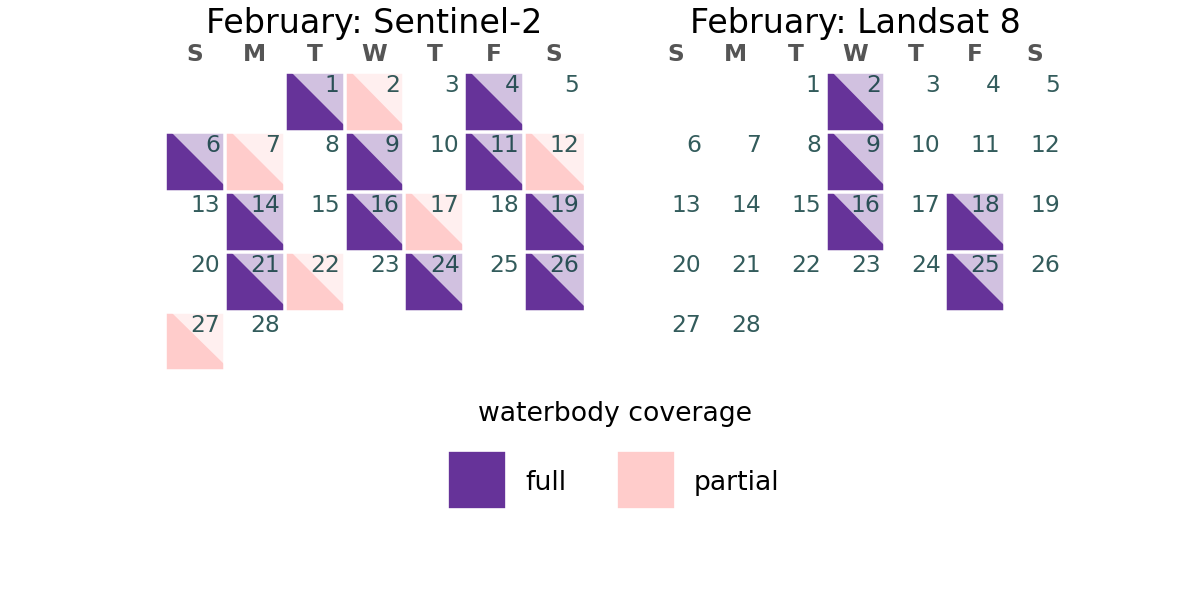 February: Sentinel-2
S M T W T F S
1 2 3 4 5
6 7 8 9 10 11 12
13 14 15 16 17 18 19
20 21 22 23 24 25 26
27 28
February: Landsat 8
S M T W T F S
1 2 3 4 5
6 7 8 9 10 11 12
13 14 15 16 17 18 19
20 21 22 23 24 25 26
27 28
waterbody coverage
full
partial